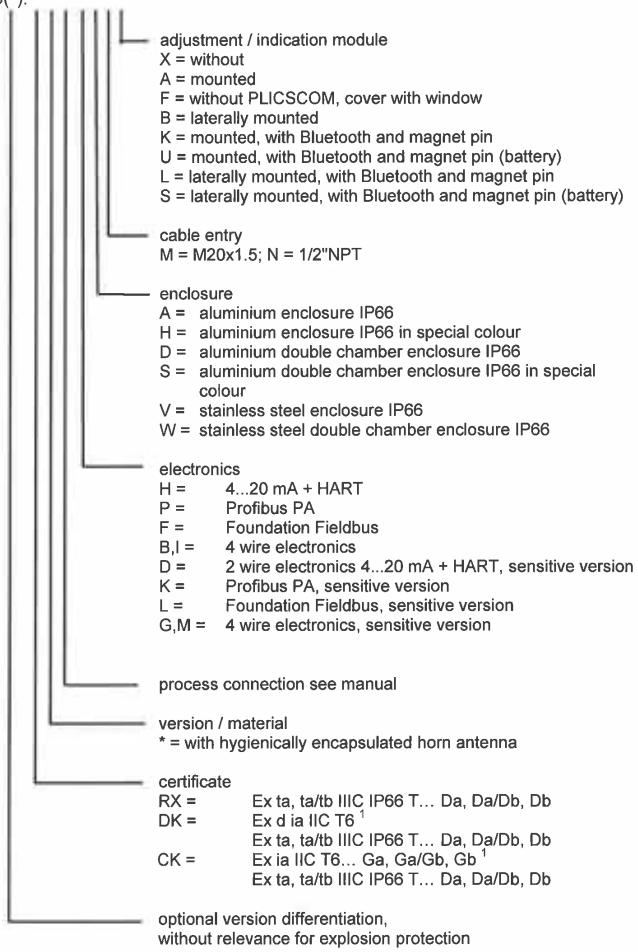 adjustment / indication module
X = without
A = mounted
F = without PLICSCOM, cover with window
B = laterally mounted
K = mounted, with Bluetooth and magnet pin
U = mounted, with Bluetooth and magnet pin (battery)
L = laterally mounted, with Bluetooth and magnet pin
S = laterally mounted, with Bluetooth and magnet pin (battery)
cable entry
M = M20x1.5; N = 1/2"NPT
enclosure
A = aluminium enclosure IP66
H = aluminium enclosure IP66 in special colour
D = aluminium double chamber enclosure IP66
S = aluminium double chamber enclosure IP66 in special
colour
V = stainless steel enclosure IP66
W = stainless steel double chamber enclosure IP66
electronics
H = 4...20 mA + HART
P = Profibus PA
F = Foundation Fieldbus
B,I = 4 wire electronics
D = 2 wire electronics 4...20 mA + HART, sensitive version
K = Profibus PA, sensitive version
L = Foundation Fieldbus, sensitive version
G,M = 4 wire electronics, sensitive version
process connection see manual
version / material
* = with hygienically encapsulated horn antenna
certificate
RX = Ex ta, ta/tb IIIC IP66 T... Da, Da/Db, Db
DK = Ex d ia IIC T6 ¹
Ex ta, ta/tb IIIC IP66 T... Da, Da/Db, Db
CK = Ex ia IIC T6... Ga, Ga/Gb, Gb ¹
Ex ta, ta/tb IIIC IP66 T... Da, Da/Db, Db
optional version differentiation,
without relevance for explosion protection